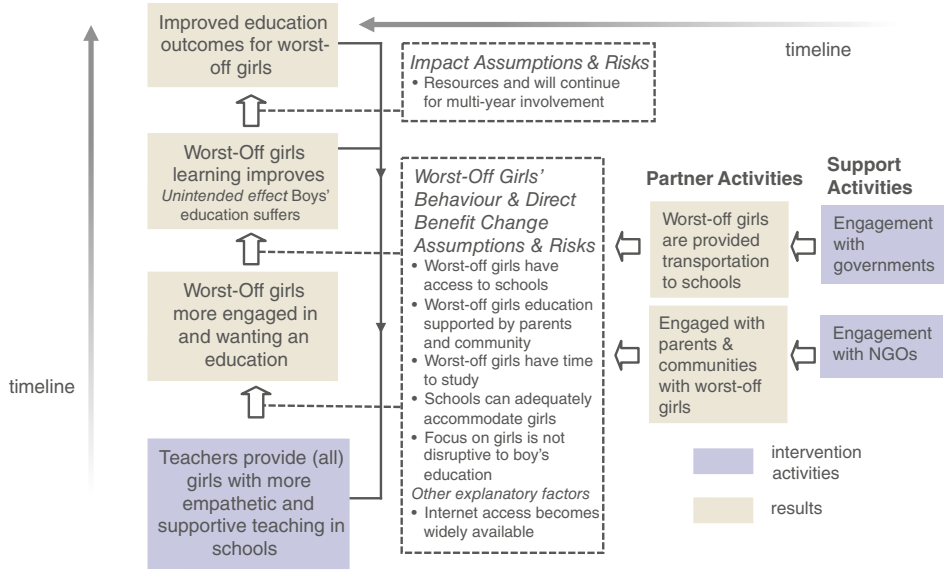 Improved education
outcomes for worst-
off girls
timeline
Impact Assumptions & Risks
• Resources and will continue
for multi-year involvement
Worst-Off girls
learning improves
Unintended effect Boys'
education suffers
Worst-Off Girls'
Behaviour & Direct
Benefit Change
Assumptions & Risks
• Worst-off girls have
access to schools
• Worst-off girls education
supported by parents
and community
• Worst-off girls have time
to study
• Schools can adequately
accommodate girls
• Focus on girls is not
disruptive to boy's
education
Other explanatory factors
• Internet access becomes
widely available
Partner Activities
Support
Activities
Worst-off girls
are provided
transportation
to schools
Engagement
with
governments
Worst-Off girls
more engaged in
and wanting an
education
Engaged with
parents &
communities
with worst-off
girls
Engagement
with NGOs
timeline
Teachers provide (all)
girls with more
empathetic and
supportive teaching in
schools
intervention
activities
results